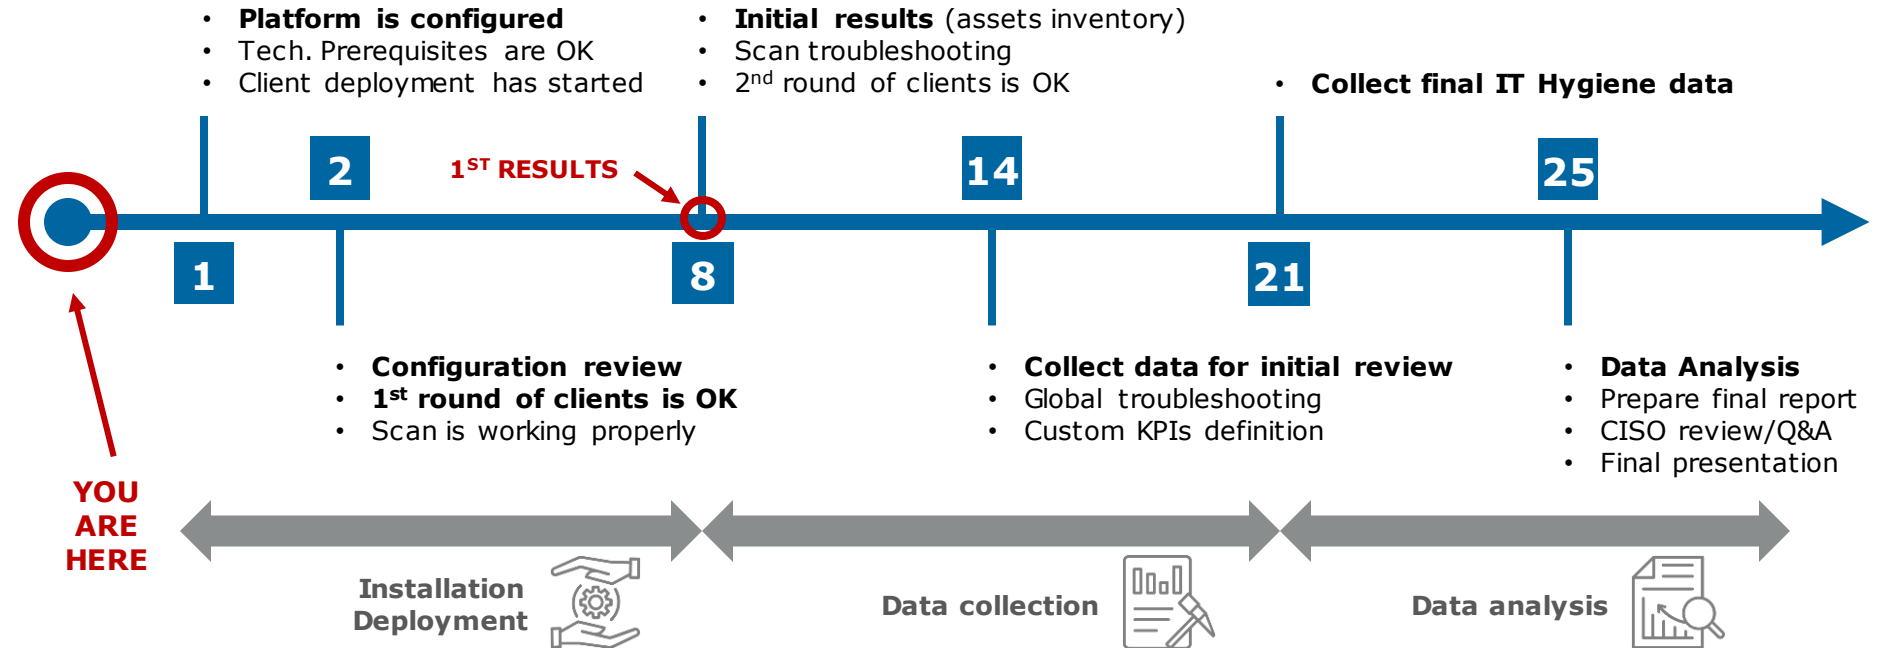 • Platform is configured
• Tech. Prerequisites are OK
• Client deployment has started
• Initial results (assets inventory)
• Scan troubleshooting
• 2nd round of clients is OK
• Collect final IT Hygiene data
2
1ST RESULTS
14
25
1
8
21
• Configuration review
• 1st round of clients is OK
• Scan is working properly
• Collect data for initial review
• Global troubleshooting
• Custom KPIs definition
• Data Analysis
• Prepare final report
• CISO review/Q&A
• Final presentation
YOU
ARE
HERE
Installation
Deployment
Data collection
Data analysis